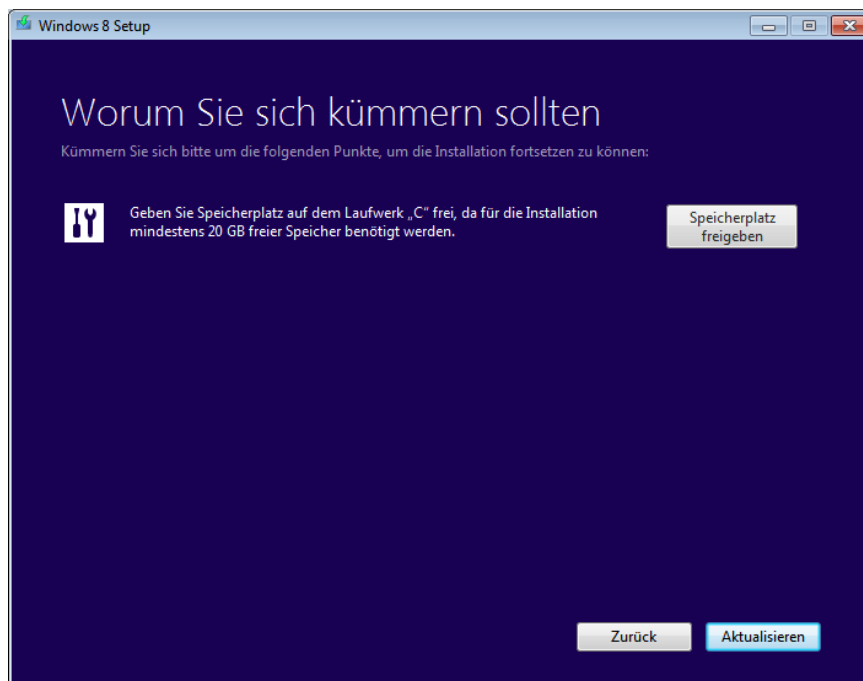 Windows 8 Setup
Worum Sie sich kümmern sollten
Kümmern Sie sich bitte um die folgenden Punkte, um die Installation fortsetzen zu können:
Geben Sie Speicherplatz auf dem Laufwerk „C“ frei, da für die Installation
mindestens 20 GB freier Speicher benötigt werden.
Speicherplatz
freigeben
Zurück
Aktualisieren